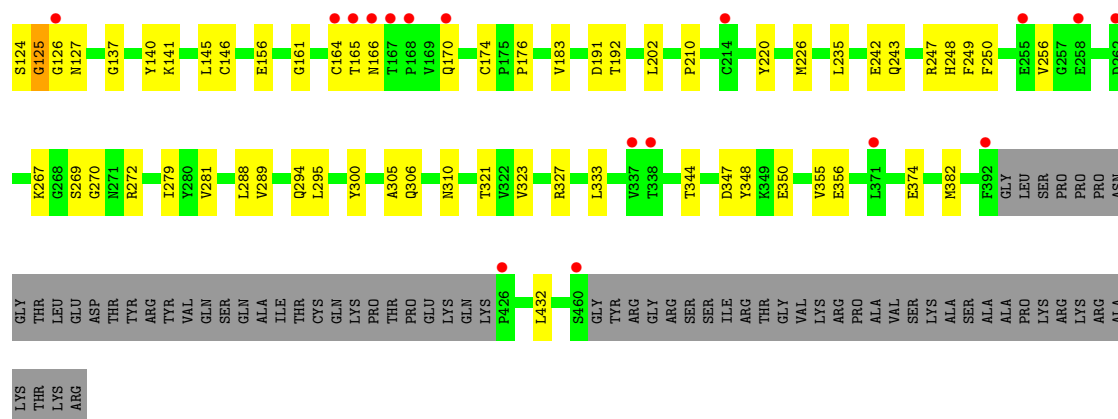 S124 G125 G126 N127 G137 Y140 K141 L145 C146 E156 G161 C164 T165 N166 T167 P168 V169 Q170 C174 P175 P176 V183 D191 T192 L202 P210 C214 Y220 M226 L235 E242 Q243 R247 H248 F249 F250 E255 V256 G257 E258 D262
K267 G268 S269 G270 N271 R272 I279 Y280 V281 L288 V289 Q294 L295 Y300 A305 Q306 N310 T321 V322 V323 R327 L333 V337 T338 T344 D347 Y348 K349 E350 V355 E356 L371 E374 M382 F392 GLY LEU SER PRO PRO PRO ASN
GLY THR LEU GLU ASP THR TYR ARG TYR VAL GLN SER GLN ALA ILE THR CYS GLN LYS PRO THR PRO GLU LYS GLN LYS P426 L432 S460 GLY TYR ARG GLY ARG SER SER ILE ARG THR GLY VAL LYS ARG PRO ALA VAL SER LYS ALA SER ALA ALA PRO LYS ARG LYS ARG ALA
LYS THR LYS ARG